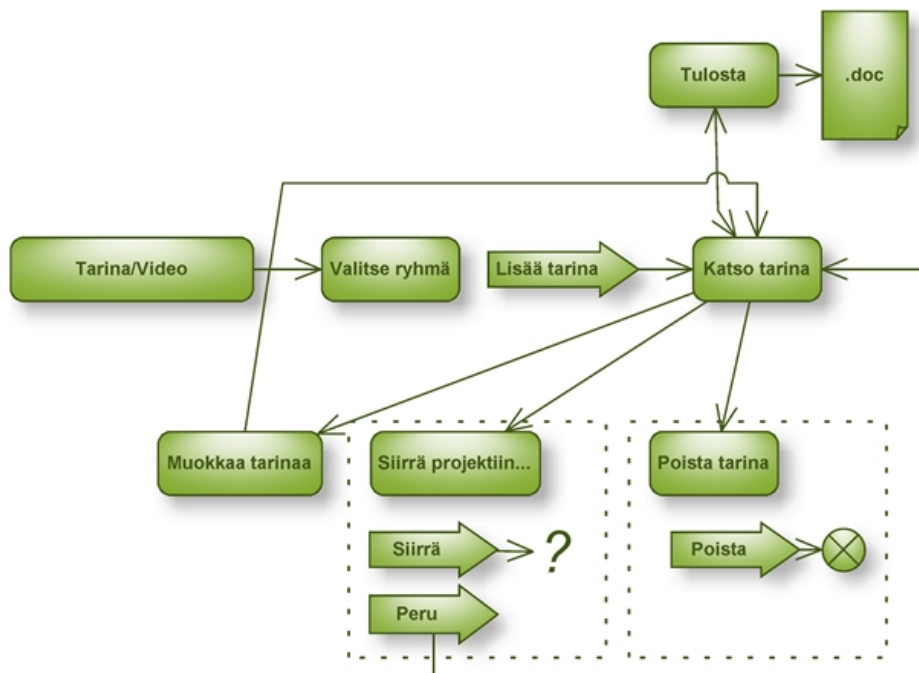 Tulosta
.doc
Tarina/Video
Valitse ryhmä
Lisää tarina
Katso tarina
Muokkaa tarinaa
Siirrä projektiin...
Poista tarina
Siirrä
?
Poista
Peru